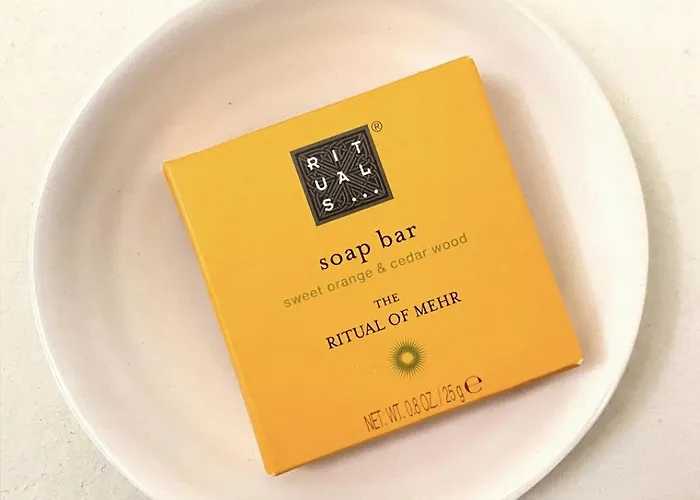 RIT
UAL
S...
®
soap bar
sweet orange & cedar wood
THE
RITUAL OF MEHR
NET. WT. 0.8 OZ. / 25 g ℮